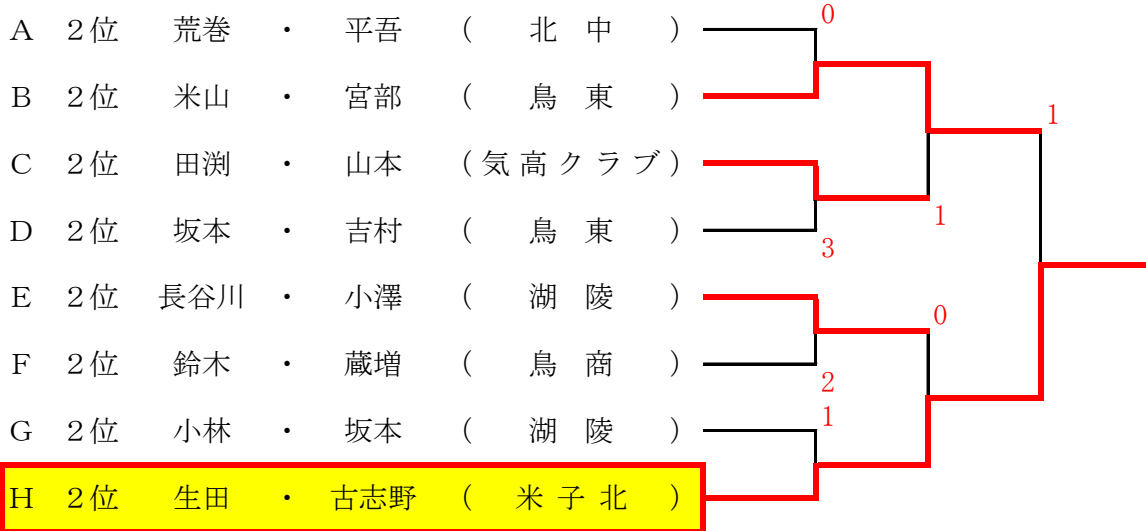 0
A 2位 荒巻 ・ 平吾 ( 北 中 )
B 2位 米山 ・ 宮部 ( 鳥 東 )
1
C 2位 田渕 ・ 山本 (気高クラブ)
1
D 2位 坂本 ・ 吉村 ( 鳥 東 )
3
E 2位 長谷川 ・ 小澤 ( 湖 陵 )
0
F 2位 鈴木 ・ 蔵増 ( 鳥 商 )
2
1
G 2位 小林 ・ 坂本 ( 湖 陵 )
H 2位 生田 ・ 古志野 ( 米 子 北 )